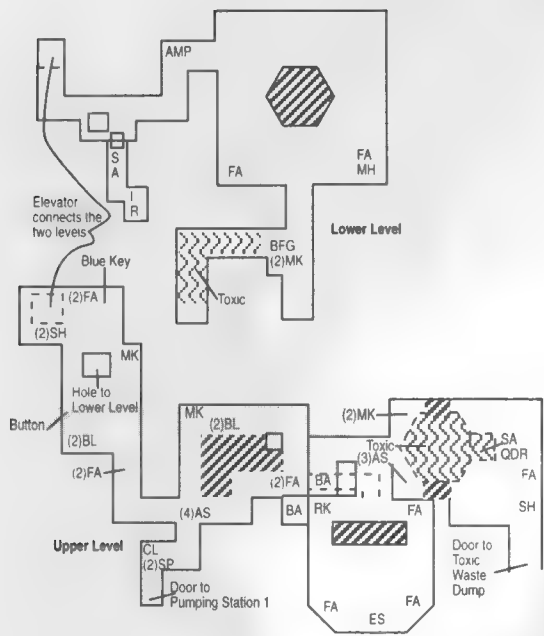 AMP
S
A
I
R
FA
FA
MH
Elevator
connects the
two levels
BFG
(2)MK
Lower Level
Toxic
Blue Key
(2)FA
(2)SH
MK
Hole to
Lower Level
Button
(2)BL
(2)FA
MK
(2)BL
(2)FA
(4)AS
BA
BA
RK
(2)MK
Toxic
(3)AS
SA
QDR
FA
FA
SH
Upper Level
CL
(2)SP
Door to
Pumping Station 1
FA
ES
FA
Door to
Toxic
Waste
Dump